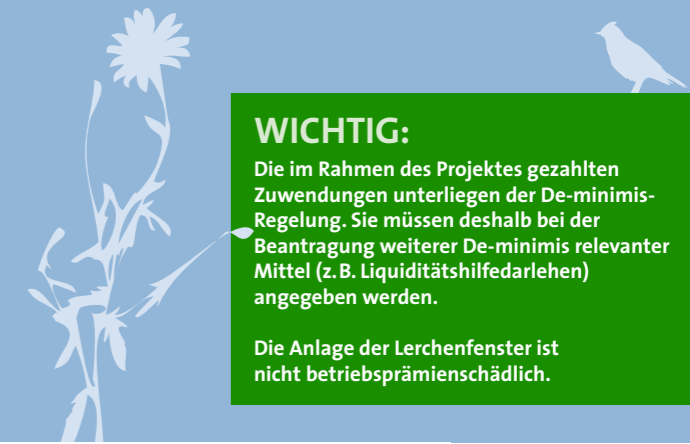 WICHTIG:
Die im Rahmen des Projektes gezahlten
Zuwendungen unterliegen der De-minimis-
Regelung. Sie müssen deshalb bei der
Beantragung weiterer De-minimis relevanter
Mittel (z. B. Liquiditätshilfedarlehen)
angegeben werden.
Die Anlage der Lerchenfenster ist
nicht betriebsprämienschädlich.